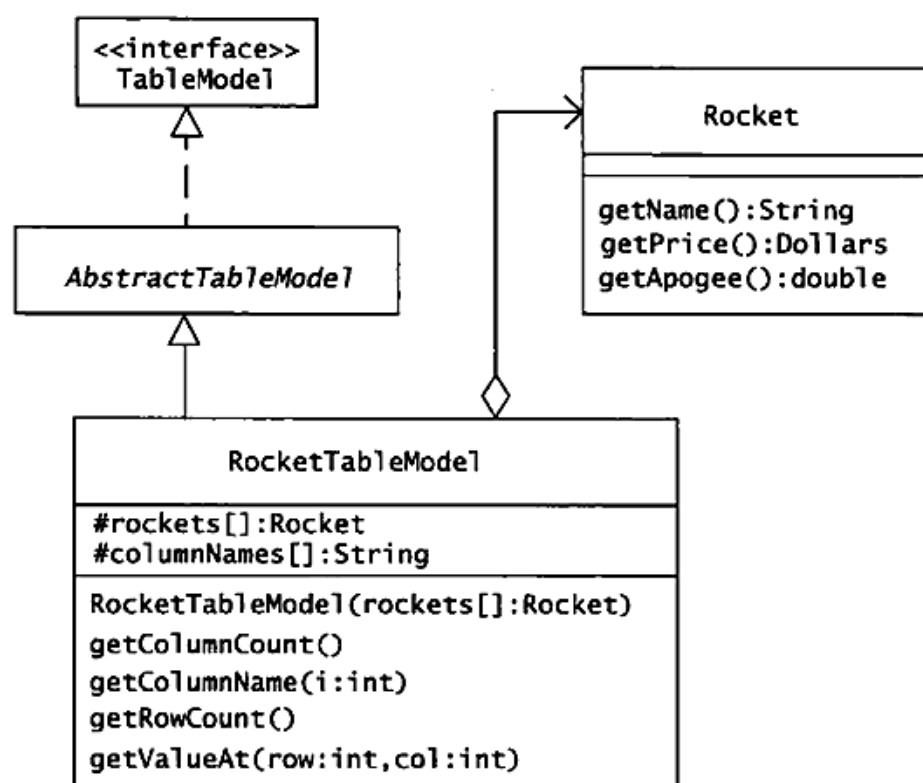 <<interface>>
TableModel
AbstractTableModel
Rocket
getName():String
getPrice():Dollars
getApogee():double
RocketTableModel
#rockets[]:Rocket
#columnNames[]:String
RocketTableModel(rockets[]:Rocket)
getColumnCount()
getColumnName(i:int)
getRowCount()
getValueAt(row:int,col:int)